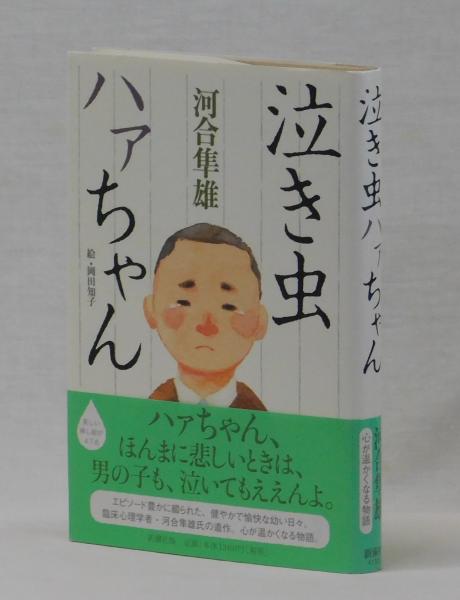 泣き虫
ハァちゃん
河合隼雄
絵・岡田知子
ハァちゃん、
ほんまに悲しいときは、
男の子も、泣いてもええんよ。
エピソード豊かに綴られた、健やかで愉快な幼い日々。
臨床心理学者・河合隼雄氏の遺作。心が温かくなる物語。
新潮社版
泣き虫ハァちゃん
心が温かくなる物語